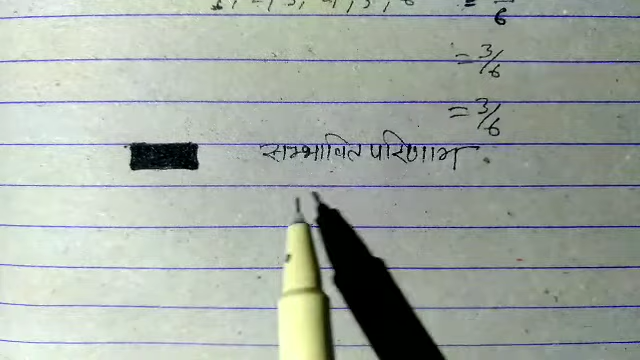 = 3/6
= 3/6
सम्भावित परिणाम